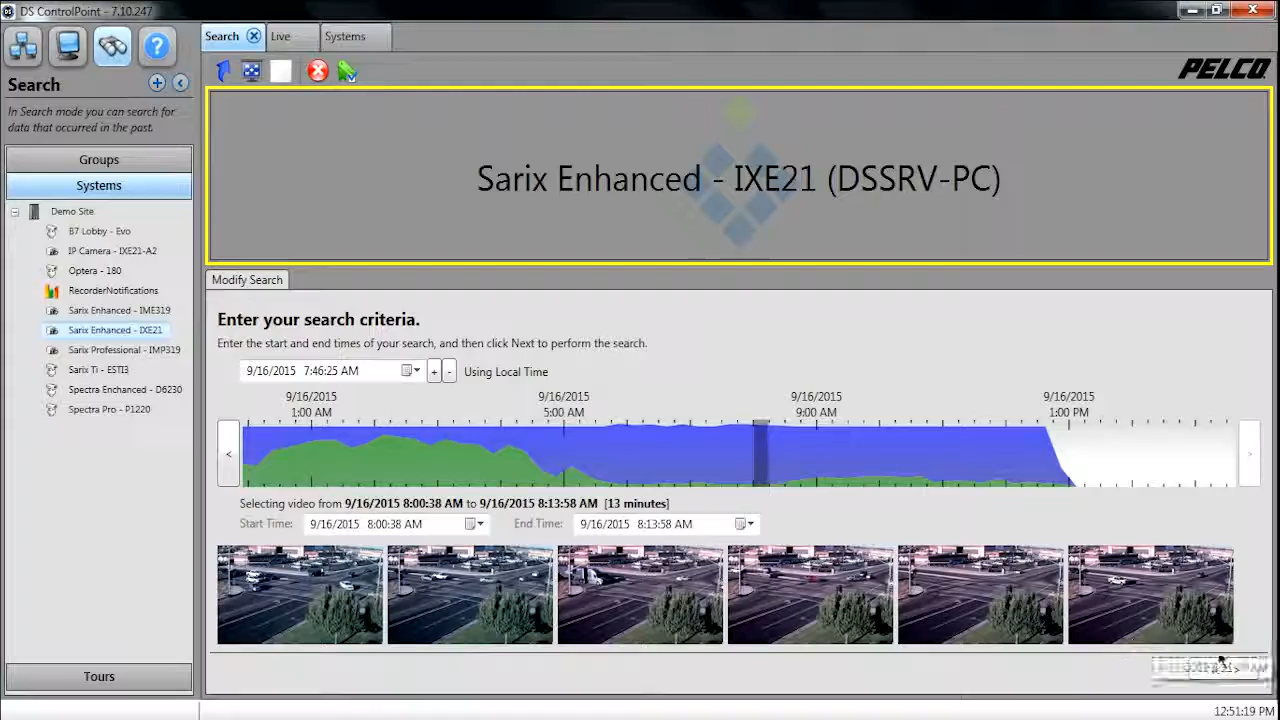 DS ControlPoint - 7.10.247
Search
Live
Systems
PELCO
Search
In Search mode you can search for
data that occurred in the past.
Groups
Systems
Demo Site
B7 Lobby - Evo
IP Camera - IXE21-A2
Optera - 180
RecorderNotifications
Sarix Enhanced - IME319
Sarix Enhanced - IXE21
Sarix Professional - IMP319
Sarix TI - ESTI3
Spectra Enchanced - D6230
Spectra Pro - P1220
Tours
Sarix Enhanced - IXE21 (DSSRV-PC)
Modify Search
Enter your search criteria.
Enter the start and end times of your search, and then click Next to perform the search.
9/16/2015 7:46:25 AM
+ -
Using Local Time
9/16/2015 9/16/2015 9/16/2015 9/16/2015
1:00 AM 5:00 AM 9:00 AM 1:00 PM
< >
Selecting video from 9/16/2015 8:00:38 AM to 9/16/2015 8:13:58 AM [13 minutes]
Start Time: 9/16/2015 8:00:38 AM End Time: 9/16/2015 8:13:58 AM
12:51:19 PM